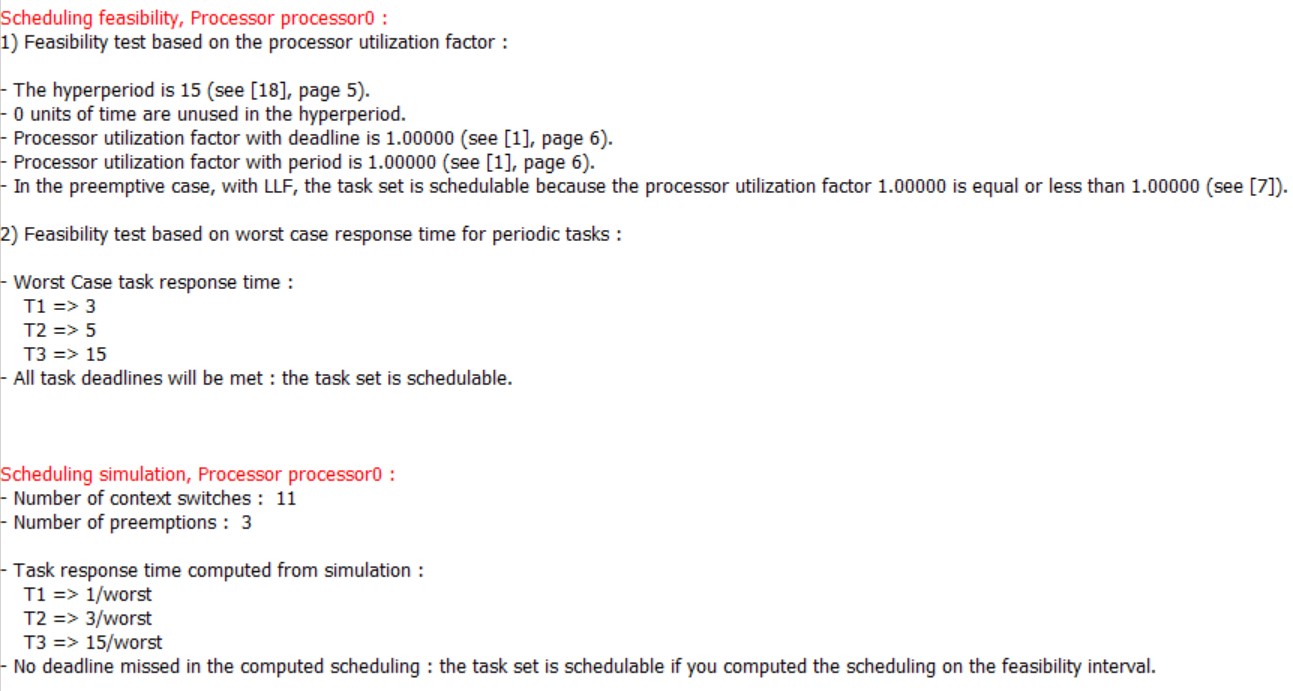 Scheduling feasibility, Processor processor0 :
1) Feasibility test based on the processor utilization factor :
- The hyperperiod is 15 (see [18], page 5).
- 0 units of time are unused in the hyperperiod.
- Processor utilization factor with deadline is 1.00000 (see [1], page 6).
- Processor utilization factor with period is 1.00000 (see [1], page 6).
- In the preemptive case, with LLF, the task set is schedulable because the processor utilization factor 1.00000 is equal or less than 1.00000 (see [7]).
2) Feasibility test based on worst case response time for periodic tasks :
- Worst Case task response time :
T1 => 3
T2 => 5
T3 => 15
- All task deadlines will be met : the task set is schedulable.
Scheduling simulation, Processor processor0 :
- Number of context switches :  11
- Number of preemptions :  3
- Task response time computed from simulation :
T1 => 1/worst
T2 => 3/worst
T3 => 15/worst
- No deadline missed in the computed scheduling : the task set is schedulable if you computed the scheduling on the feasibility interval.